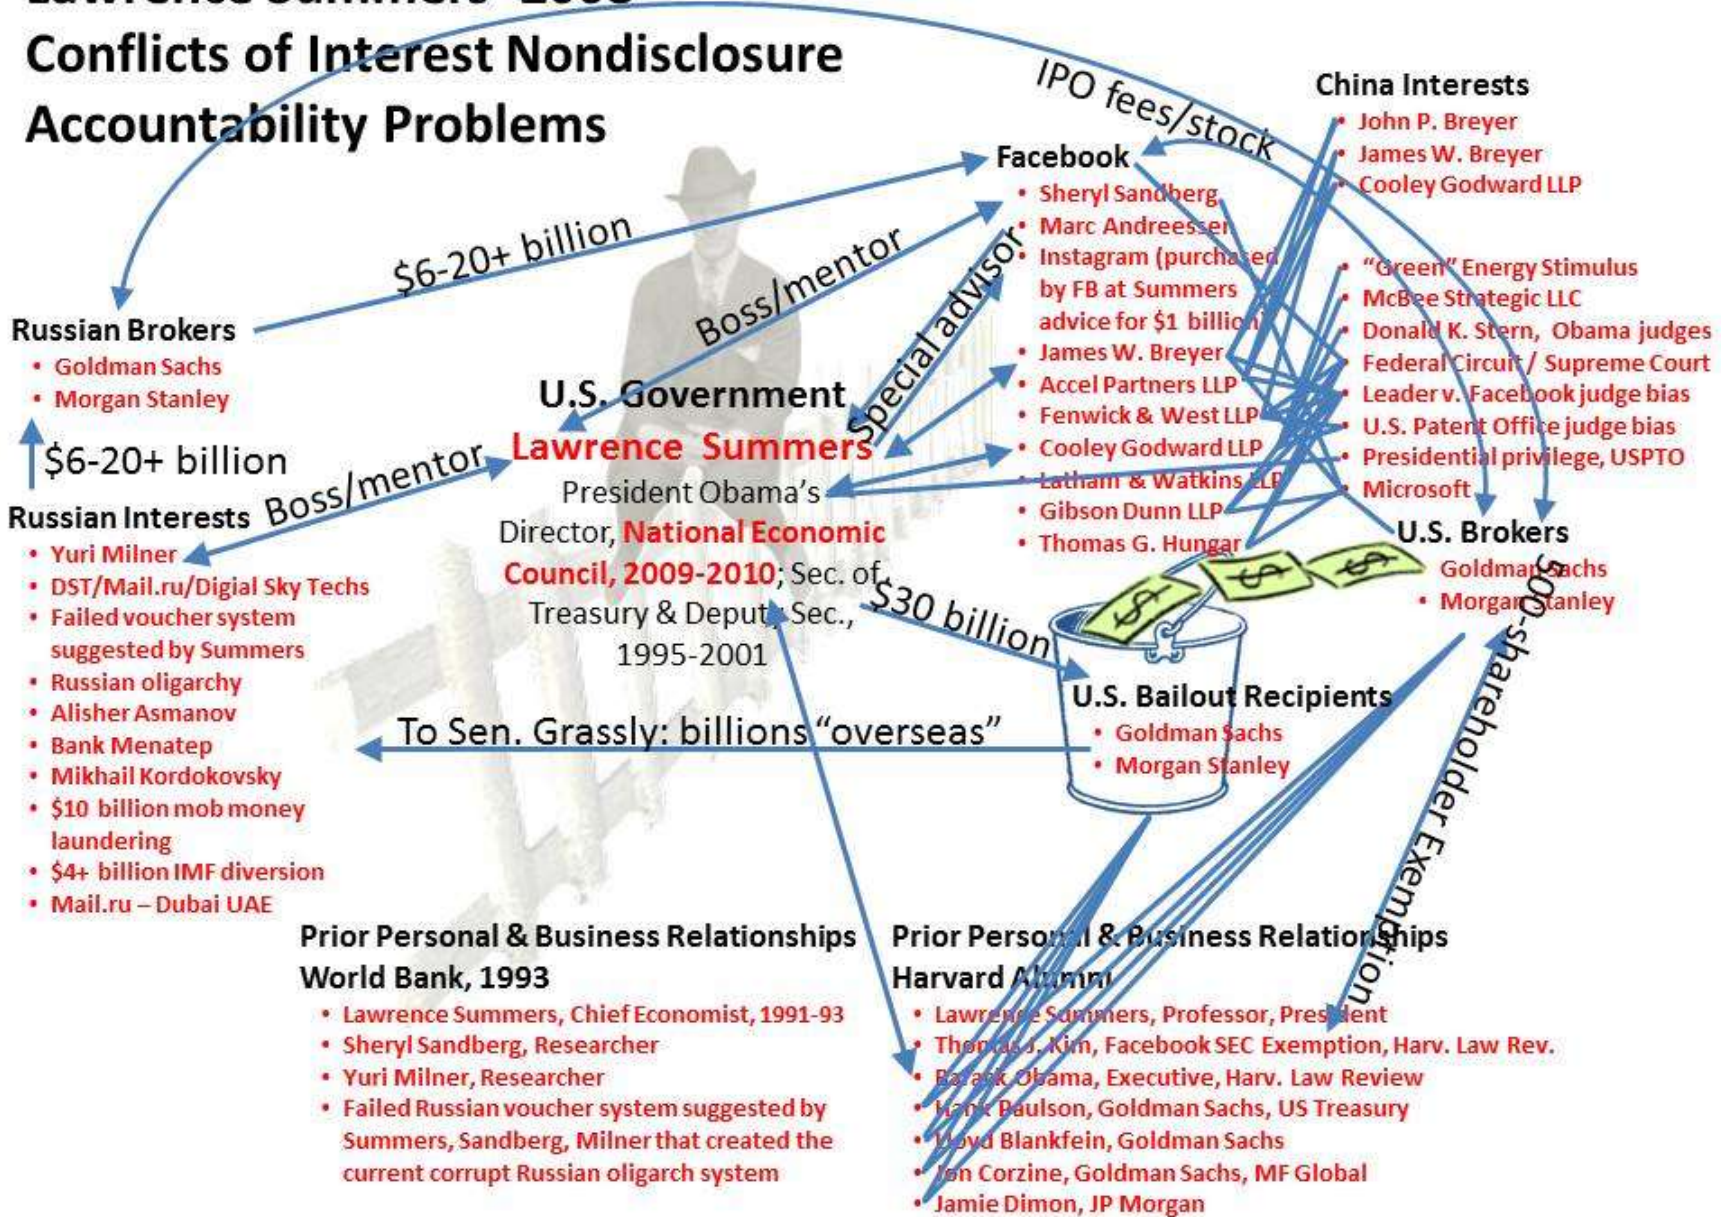 Lawrence Summers - 2008
Conflicts of Interest Nondisclosure
Accountability Problems
IPO fees/stock
China Interests
• John P. Breyer
• James W. Breyer
• Cooley Godward LLP
Facebook
• Sheryl Sandberg
• Marc Andreessen
• Instagram (purchased
by FB at Summers
advice for $1 billion)
• James W. Breyer
• Accel Partners LLP
• Fenwick & West LLP
• Cooley Godward LLP
• Latham & Watkins LLP
• Gibson Dunn LLP
• Thomas G. Hungar
• "Green" Energy Stimulus
• McBee Strategic LLC
• Donald K. Stern, Obama judges
• Federal Circuit / Supreme Court
• Leader v. Facebook judge bias
• U.S. Patent Office judge bias
• Presidential privilege, USPTO
• Microsoft
$6-20+ billion
Boss/mentor
Special advisor
Russian Brokers
• Goldman Sachs
• Morgan Stanley
$6-20+ billion
Boss/mentor
U.S. Government
Lawrence Summers
President Obama's
Director, National Economic
Council, 2009-2010; Sec. of
Treasury & Deputy Sec.,
1995-2001
Russian Interests
• Yuri Milner
• DST/Mail.ru/Digial Sky Techs
• Failed voucher system
suggested by Summers
• Russian oligarchy
• Alisher Asmanov
• Bank Menatep
• Mikhail Kordokovsky
• $10 billion mob money
laundering
• $4+ billion IMF diversion
• Mail.ru – Dubai UAE
U.S. Brokers
Goldman Sachs
• Morgan Stanley
$ $ $
$30 billion
U.S. Bailout Recipients
• Goldman Sachs
• Morgan Stanley
To Sen. Grassly: billions "overseas"
500-shareholder Exemption
Prior Personal & Business Relationships
World Bank, 1993
• Lawrence Summers, Chief Economist, 1991-93
• Sheryl Sandberg, Researcher
• Yuri Milner, Researcher
• Failed Russian voucher system suggested by
Summers, Sandberg, Milner that created the
current corrupt Russian oligarch system
Prior Personal & Business Relationships
Harvard Alumni
• Lawrence Summers, Professor, President
• Thomas J. Kim, Facebook SEC Exemption, Harv. Law Rev.
• Barack Obama, Executive, Harv. Law Review
• Hank Paulson, Goldman Sachs, US Treasury
• Lloyd Blankfein, Goldman Sachs
• Jon Corzine, Goldman Sachs, MF Global
• Jamie Dimon, JP Morgan